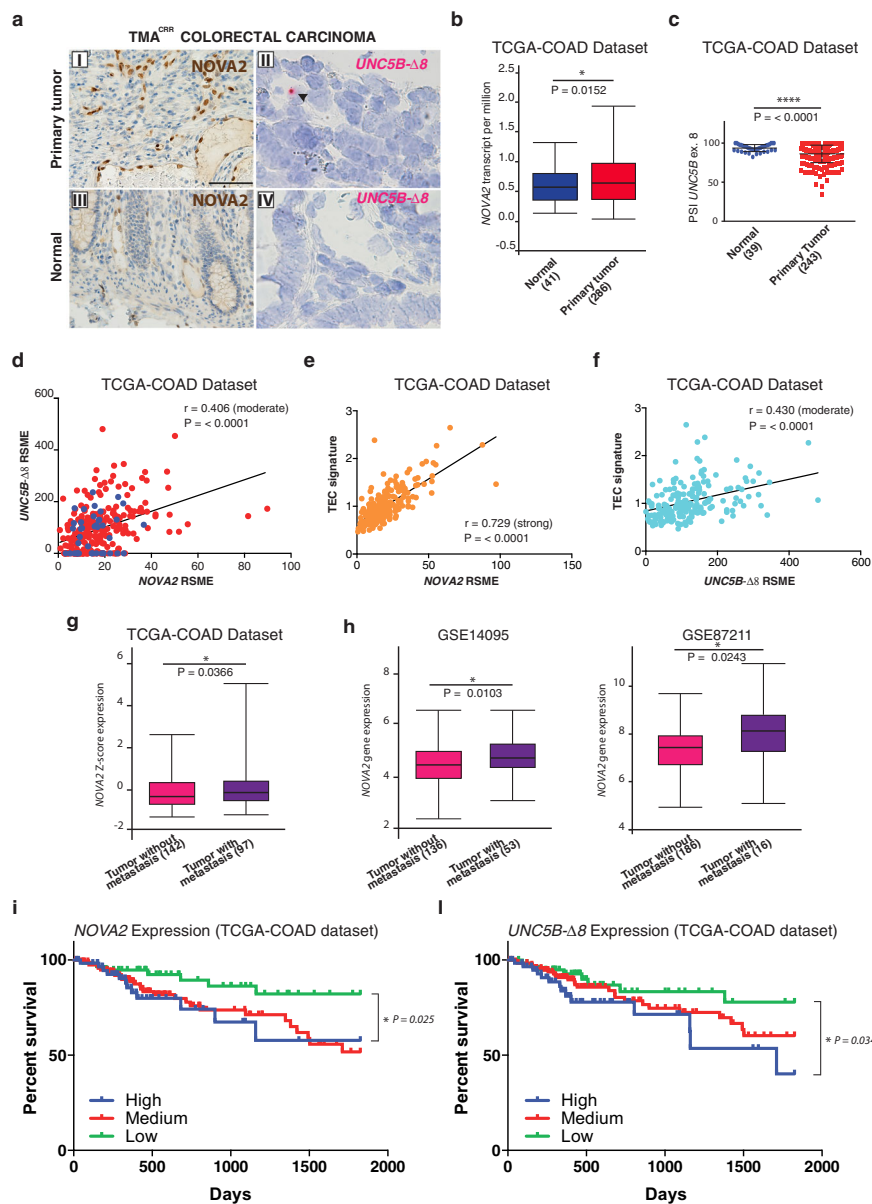 a
TMA^CRR COLORECTAL CARCINOMA
Primary tumor
Normal
I
NOVA2
II
UNC5B-Δ8
III
NOVA2
IV
UNC5B-Δ8
b
TCGA-COAD Dataset
*
P = 0.0152
NOVA2 transcript per million
2.5
2.0
1.5
1.0
0.5
0.0
-0.5
Normal
(41)
Primary tumor
(286)
c
TCGA-COAD Dataset
****
P = < 0.0001
PSI UNC5B ex. 8
100
50
0
Normal
(39)
Primary Tumor
(243)
d
TCGA-COAD Dataset
r = 0.406 (moderate)
P = < 0.0001
UNC5B-Δ8 RSME
600
400
200
0
0 20 40 60 80 100
NOVA2 RSME
e
TCGA-COAD Dataset
TEC signature
3
2
1
0
r = 0.729 (strong)
P = < 0.0001
0 50 100 150
NOVA2 RSME
f
TCGA-COAD Dataset
r = 0.430 (moderate)
P = < 0.0001
TEC signature
3
2
1
0
0 200 400 600
UNC5B-Δ8 RSME
g
TCGA-COAD Dataset
*
P = 0.0366
NOVA2 Z-score expression
6
4
2
0
-2
Tumor without
metastasis (142)
Tumor with
metastasis (97)
h
GSE14095
*
P = 0.0103
NOVA2 gene expression
8
6
4
2
Tumor without
metastasis (136)
Tumor with
metastasis (53)
GSE87211
*
P = 0.0243
NOVA2 gene expression
10
8
6
4
Tumor without
metastasis (186)
Tumor with
metastasis (16)
i
NOVA2 Expression (TCGA-COAD dataset)
Percent survival
100
50
0
* P = 0.025
High
Medium
Low
0 500 1000 1500 2000
Days
l
UNC5B-Δ8 Expression (TCGA-COAD dataset)
Percent survival
100
50
0
* P = 0.034
High
Medium
Low
0 500 1000 1500 2000
Days